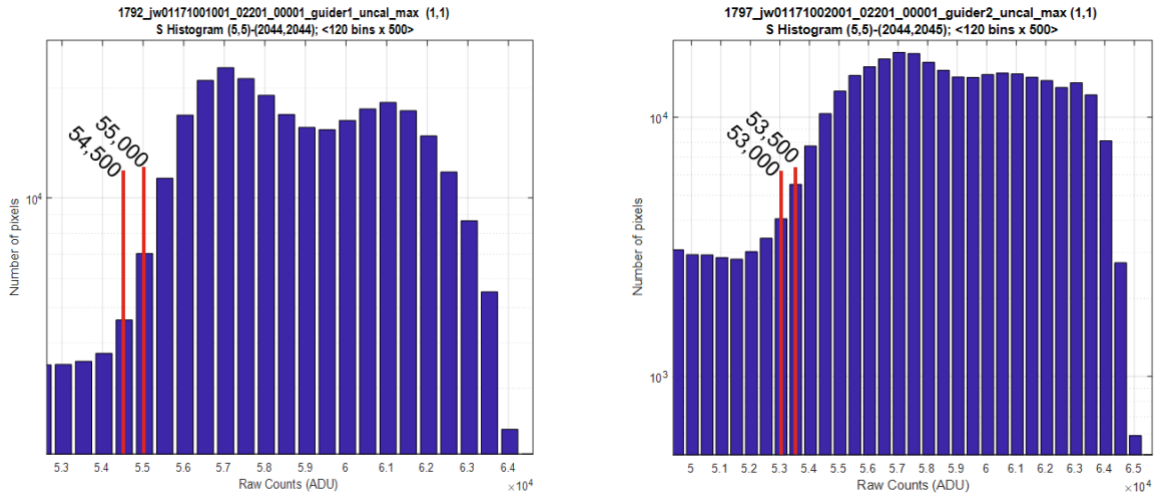 1792_jw01171001001_02201_00001_guider1_uncal_max (1,1)
S Histogram (5,5)-(2044,2044); <120 bins x 500>
Number of pixels
10^4
55,000
54,500
5.3 5.4 5.5 5.6 5.7 5.8 5.9 6 6.1 6.2 6.3 6.4
Raw Counts (ADU)
×10^4
1797_jw01171002001_02201_00001_guider2_uncal_max (1,1)
S Histogram (5,5)-(2044,2045); <120 bins x 500>
Number of pixels
10^4
10^3
53,500
53,000
5 5.1 5.2 5.3 5.4 5.5 5.6 5.7 5.8 5.9 6 6.1 6.2 6.3 6.4 6.5
Raw Counts (ADU)
×10^4